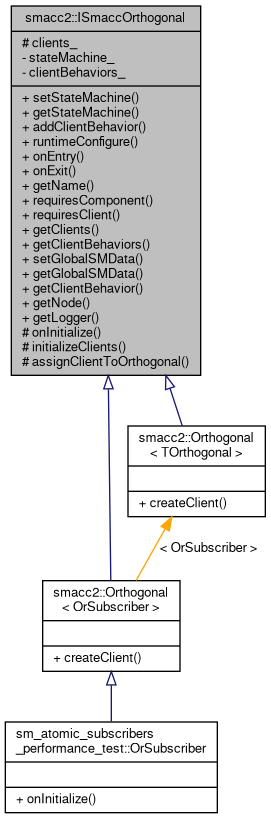 smacc2::ISmaccOrthogonal
# clients_
- stateMachine_
- clientBehaviors_
+ setStateMachine()
+ getStateMachine()
+ addClientBehavior()
+ runtimeConfigure()
+ onEntry()
+ onExit()
+ getName()
+ requiresComponent()
+ requiresClient()
+ getClients()
+ getClientBehaviors()
+ setGlobalSMData()
+ getGlobalSMData()
+ getClientBehavior()
+ getNode()
+ getLogger()
# onInitialize()
# initializeClients()
# assignClientToOrthogonal()
smacc2::Orthogonal
< TOrthogonal >
+ createClient()
< OrSubscriber >
smacc2::Orthogonal
< OrSubscriber >
+ createClient()
sm_atomic_subscribers
_performance_test::OrSubscriber
+ onInitialize()